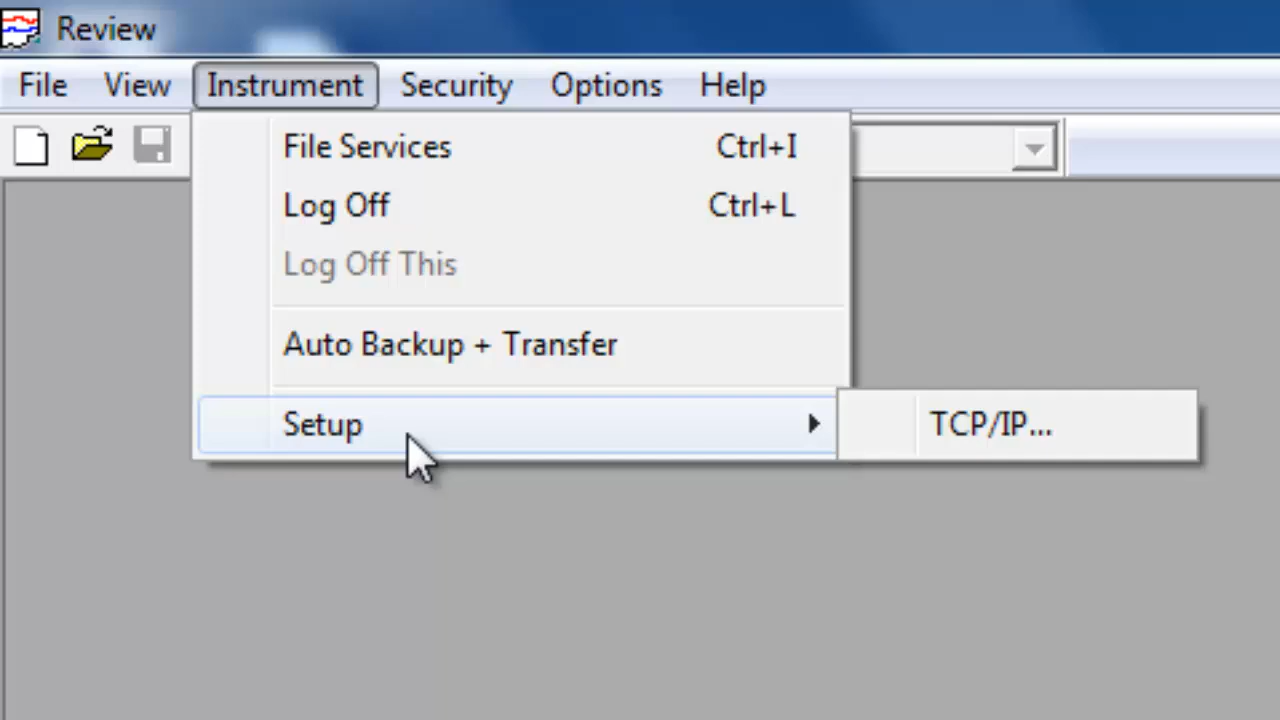 Review
File View Instrument Security Options Help
File Services Ctrl+I
Log Off Ctrl+L
Log Off This
Auto Backup + Transfer
Setup TCP/IP...